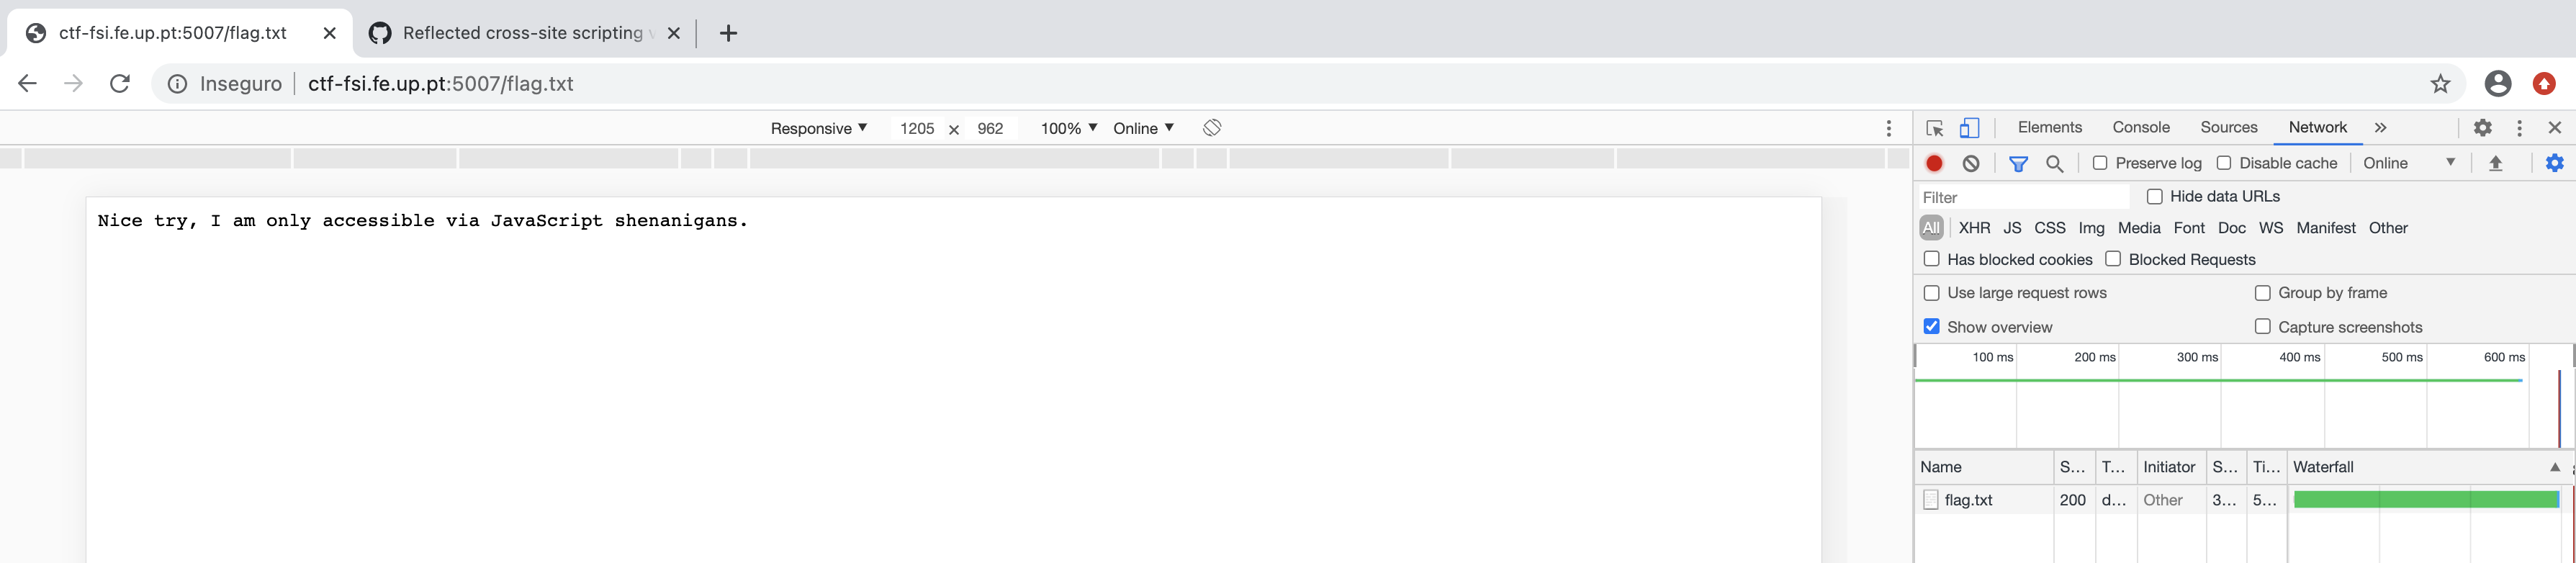 ctf-fsi.fe.up.pt:5007/flag.txt
Reflected cross-site scripting
Inseguro ctf-fsi.fe.up.pt:5007/flag.txt
Responsive 1205 × 962 100% Online
Elements Console Sources Network
Preserve log Disable cache Online
Filter Hide data URLs
All XHR JS CSS Img Media Font Doc WS Manifest Other
Has blocked cookies Blocked Requests
Use large request rows Group by frame
Show overview Capture screenshots
Nice try, I am only accessible via JavaScript shenanigans.
100 ms 200 ms 300 ms 400 ms 500 ms 600 ms
Name S... T... Initiator S... Ti... Waterfall
flag.txt 200 d... Other 3... 5...